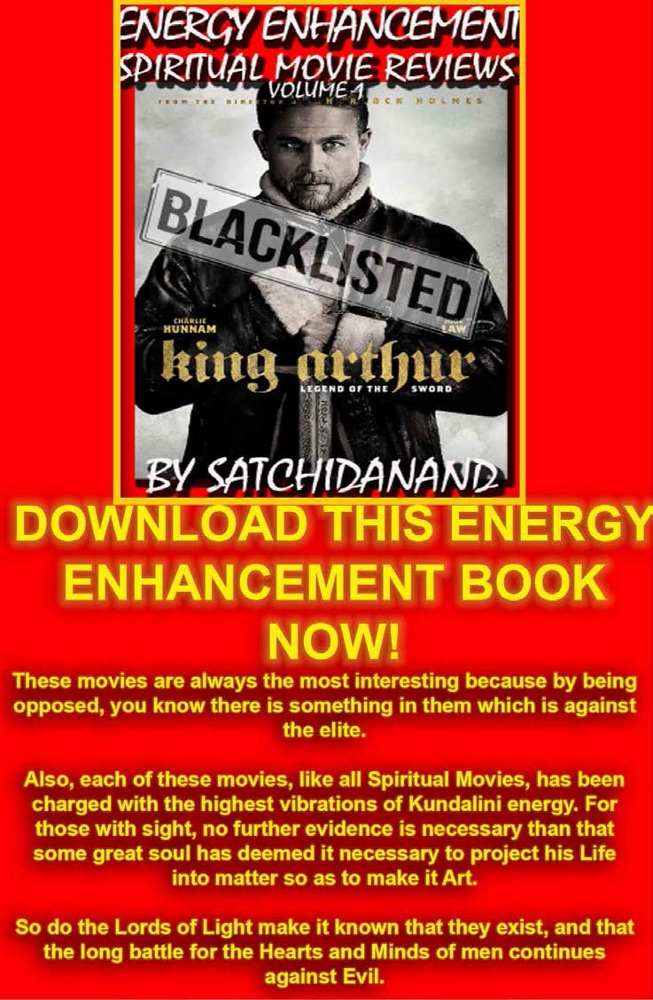 ENERGY ENHANCEMENT
SPIRITUAL MOVIE REVIEWS
VOLUME 1
FROM THE DIRECTOR OF SHERLOCK HOLMES
BLACKLISTED
CHARLIE
HUNNAM
JUDE
LAW
king arthur
LEGEND OF THE SWORD
BY SATCHIDANAND
DOWNLOAD THIS ENERGY
ENHANCEMENT BOOK
NOW!
These movies are always the most interesting because by being
opposed, you know there is something in them which is against
the elite.
Also, each of these movies, like all Spiritual Movies, has been
charged with the highest vibrations of Kundalini energy. For
those with sight, no further evidence is necessary than that
some great soul has deemed it necessary to project his Life
into matter so as to make it Art.
So do the Lords of Light make it known that they exist, and that
the long battle for the Hearts and Minds of men continues
against Evil.